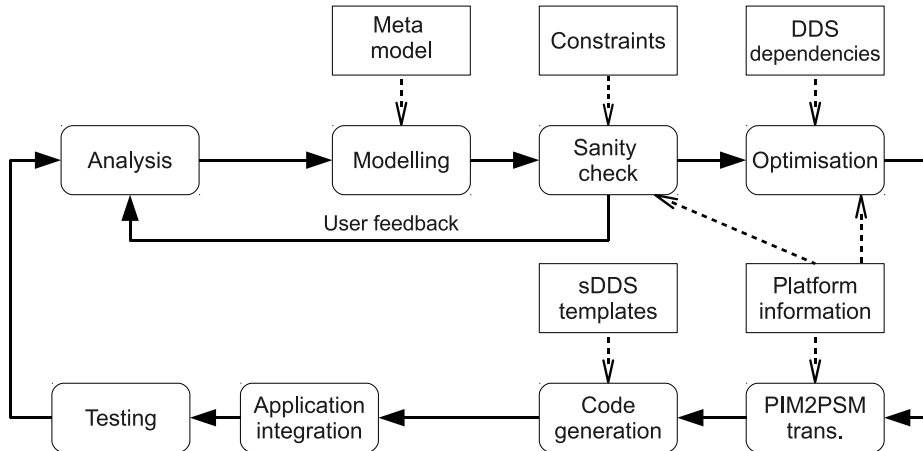 Meta
model
Constraints
DDS
dependencies
Analysis
Modelling
Sanity
check
Optimisation
User feedback
sDDS
templates
Platform
information
Testing
Application
integration
Code
generation
PIM2PSM
trans.